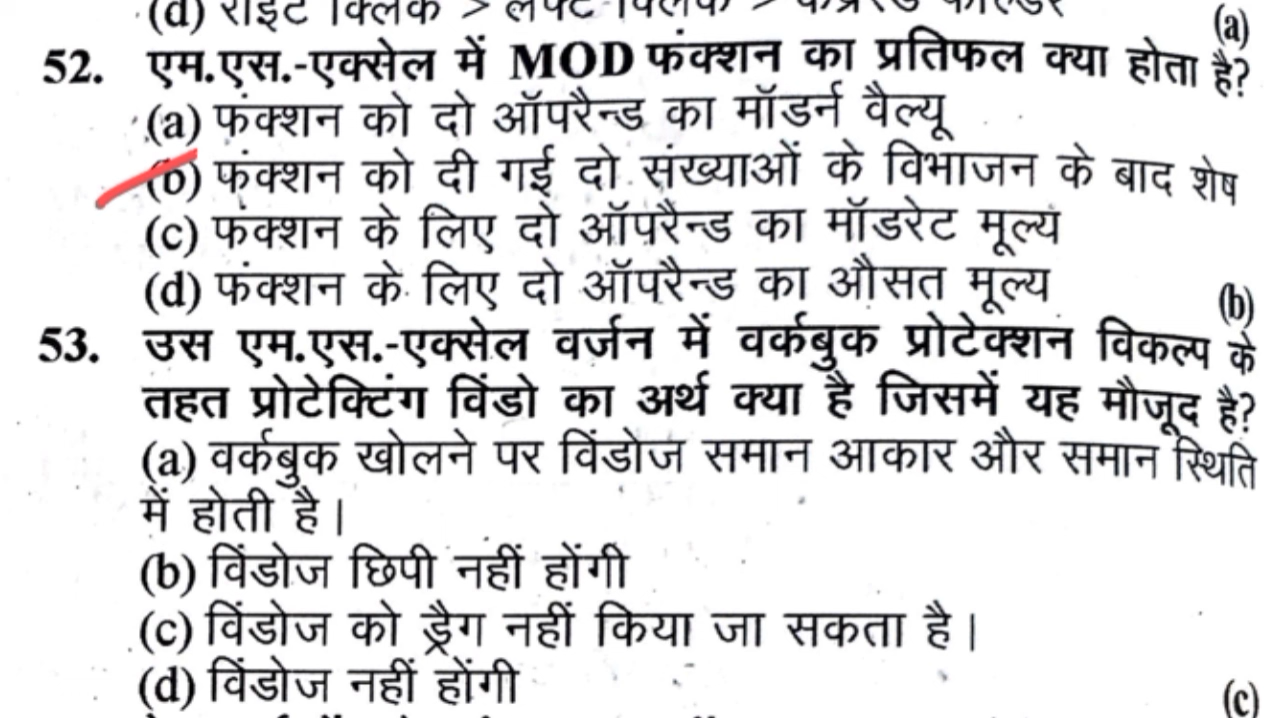 (d) राइट क्लिक > लेफ्ट क्लिक > कंप्रेस्ड फोल्डर
(a)
52. एम.एस.-एक्सेल में MOD फंक्शन का प्रतिफल क्या होता है?
(a) फंक्शन को दो ऑपरैन्ड का मॉडर्न वैल्यू
(b) फंक्शन को दी गई दो संख्याओं के विभाजन के बाद शेष
(c) फंक्शन के लिए दो ऑपरैन्ड का मॉडरेट मूल्य
(d) फंक्शन के लिए दो ऑपरैन्ड का औसत मूल्य
(b)
53. उस एम.एस.-एक्सेल वर्जन में वर्कबुक प्रोटेक्शन विकल्प के
तहत प्रोटेक्टिंग विंडो का अर्थ क्या है जिसमें यह मौजूद है?
(a) वर्कबुक खोलने पर विंडोज समान आकार और समान स्थिति
में होती है।
(b) विंडोज छिपी नहीं होंगी
(c) विंडोज को ड्रैग नहीं किया जा सकता है।
(d) विंडोज नहीं होंगी
(c)